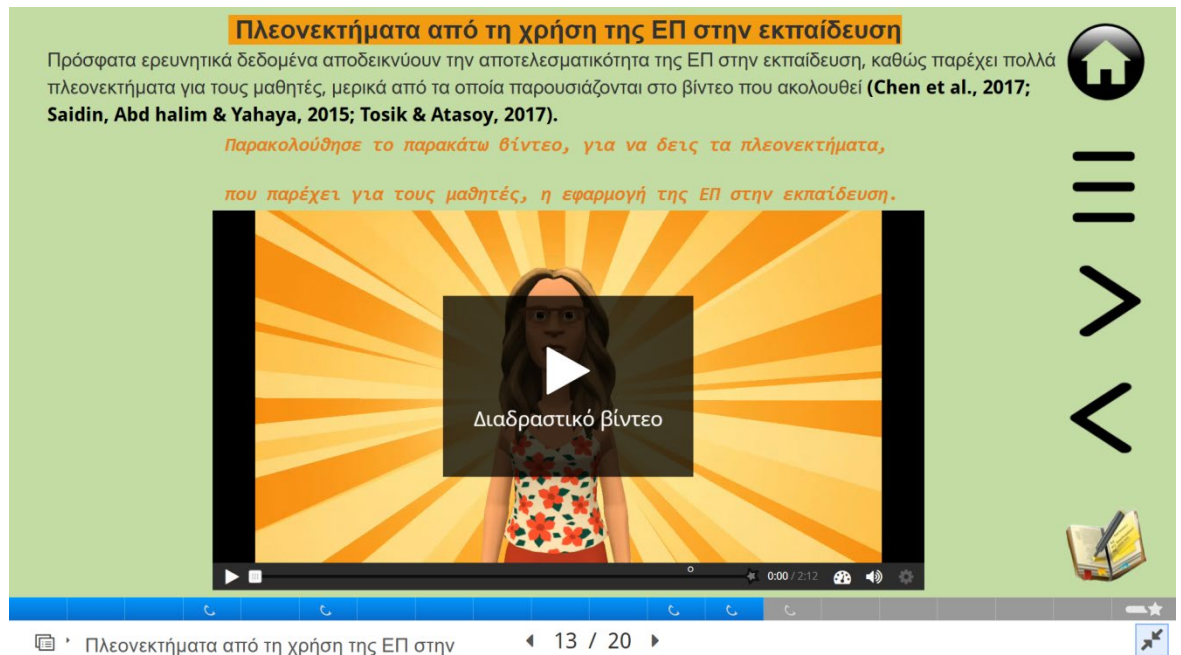 Πλεονεκτήματα από τη χρήση της ΕΠ στην εκπαίδευση
Πρόσφατα ερευνητικά δεδομένα αποδεικνύουν την αποτελεσματικότητα της ΕΠ στην εκπαίδευση, καθώς παρέχει πολλά
πλεονεκτήματα για τους μαθητές, μερικά από τα οποία παρουσιάζονται στο βίντεο που ακολουθεί (Chen et al., 2017;
Saidin, Abd halim & Yahaya, 2015; Tosik & Atasoy, 2017).
Παρακολούθησε το παρακάτω βίντεο, για να δεις τα πλεονεκτήματα,
που παρέχει για τους μαθητές, η εφαρμογή της ΕΠ στην εκπαίδευση.
Διαδραστικό βίντεο
0:00 / 2:12
Πλεονεκτήματα από τη χρήση της ΕΠ στην
13 / 20